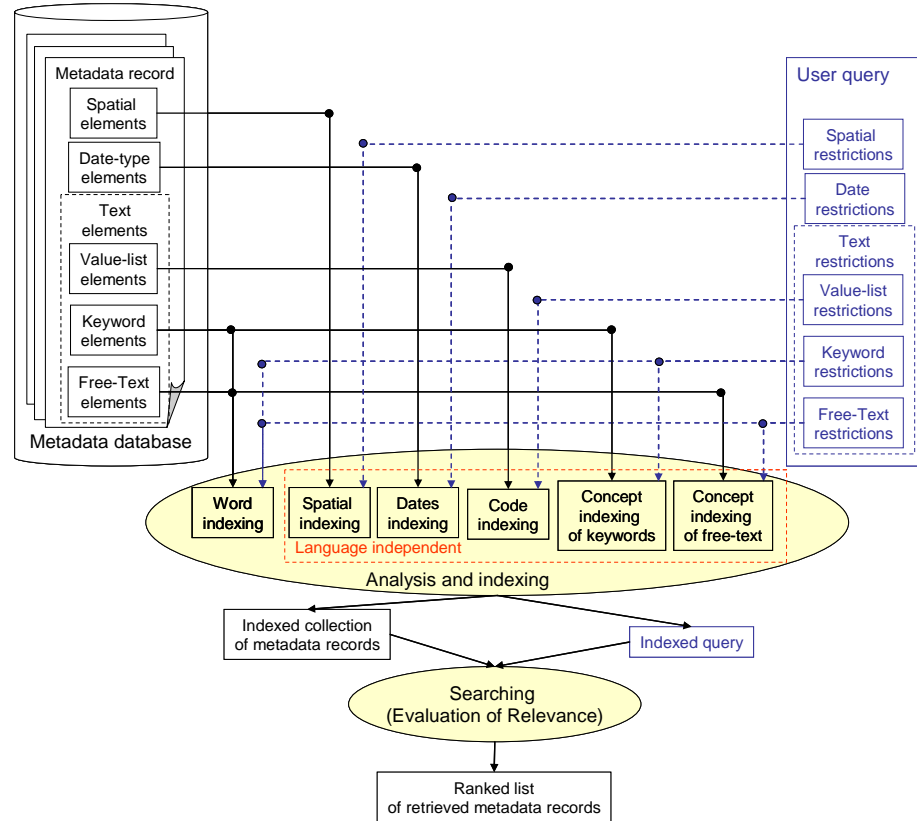 Metadata record
Spatial
elements
Date-type
elements
Text
elements
Value-list
elements
Keyword
elements
Free-Text
elements
Metadata database
User query
Spatial
restrictions
Date
restrictions
Text
restrictions
Value-list
restrictions
Keyword
restrictions
Free-Text
restrictions
Word
indexing
Spatial
indexing
Dates
indexing
Code
indexing
Concept
indexing
of keywords
Concept
indexing
of free-text
Language independent
Analysis and indexing
Indexed collection
of metadata records
Indexed query
Searching
(Evaluation of Relevance)
Ranked list
of retrieved metadata records